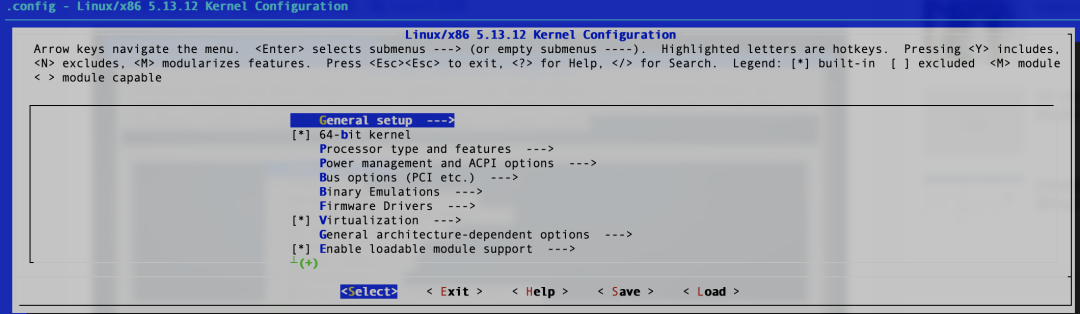 .config - Linux/x86 5.13.12 Kernel Configuration
Linux/x86 5.13.12 Kernel Configuration
Arrow keys navigate the menu.  <Enter> selects submenus ---> (or empty submenus ----).  Highlighted letters are hotkeys.  Pressing <Y> includes,
<N> excludes, <M> modularizes features.  Press <Esc><Esc> to exit, <?> for Help, </> for Search.  Legend: [*] built-in  [ ] excluded  <M> module
< > module capable
General setup  --->
[*] 64-bit kernel
Processor type and features  --->
Power management and ACPI options  --->
Bus options (PCI etc.)  --->
Binary Emulations  --->
Firmware Drivers  --->
[*] Virtualization  --->
General architecture-dependent options  --->
[*] Enable loadable module support  --->
┴(+)
<Select>    < Exit >    < Help >    < Save >    < Load >